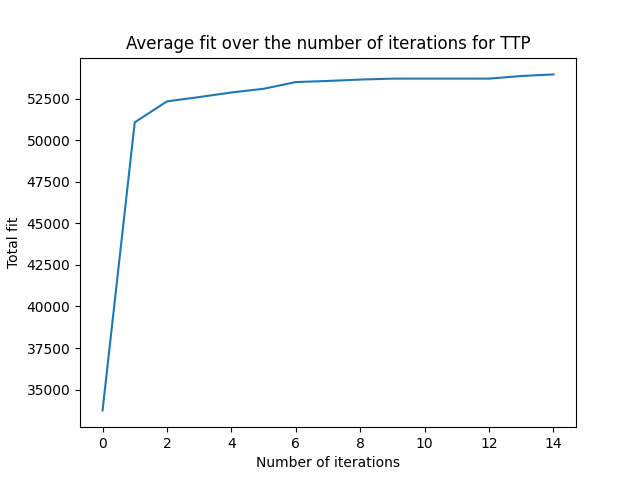 Average fit over the number of iterations for TTP
Total fit
52500
50000
47500
45000
42500
40000
37500
35000
0 2 4 6 8 10 12 14
Number of iterations